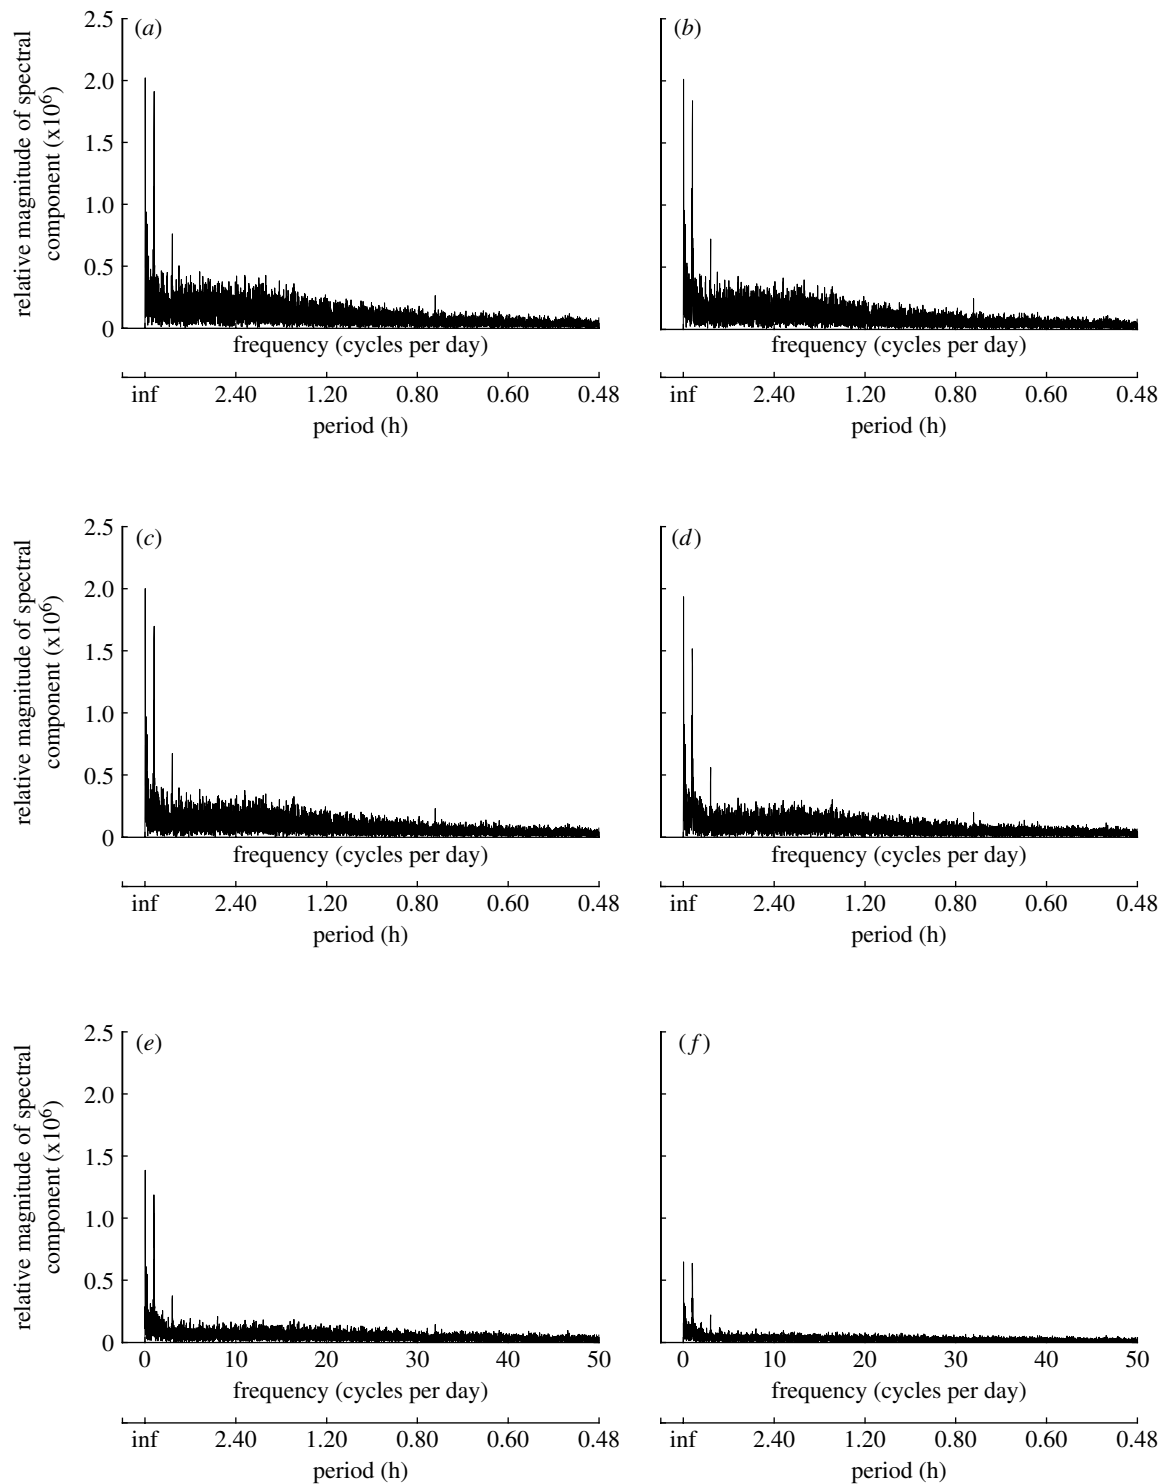 relative magnitude of spectral
component (x10⁶)
2.5
2.0
1.5
1.0
0.5
0
(a)
frequency (cycles per day)
inf 2.40 1.20 0.80 0.60 0.48
period (h)
(b)
frequency (cycles per day)
inf 2.40 1.20 0.80 0.60 0.48
period (h)
relative magnitude of spectral
component (x10⁶)
2.5
2.0
1.5
1.0
0.5
0
(c)
frequency (cycles per day)
inf 2.40 1.20 0.80 0.60 0.48
period (h)
(d)
frequency (cycles per day)
inf 2.40 1.20 0.80 0.60 0.48
period (h)
relative magnitude of spectral
component (x10⁶)
2.5
2.0
1.5
1.0
0.5
0
(e)
0 10 20 30 40 50
frequency (cycles per day)
inf 2.40 1.20 0.80 0.60 0.48
period (h)
(f)
0 10 20 30 40 50
frequency (cycles per day)
inf 2.40 1.20 0.80 0.60 0.48
period (h)